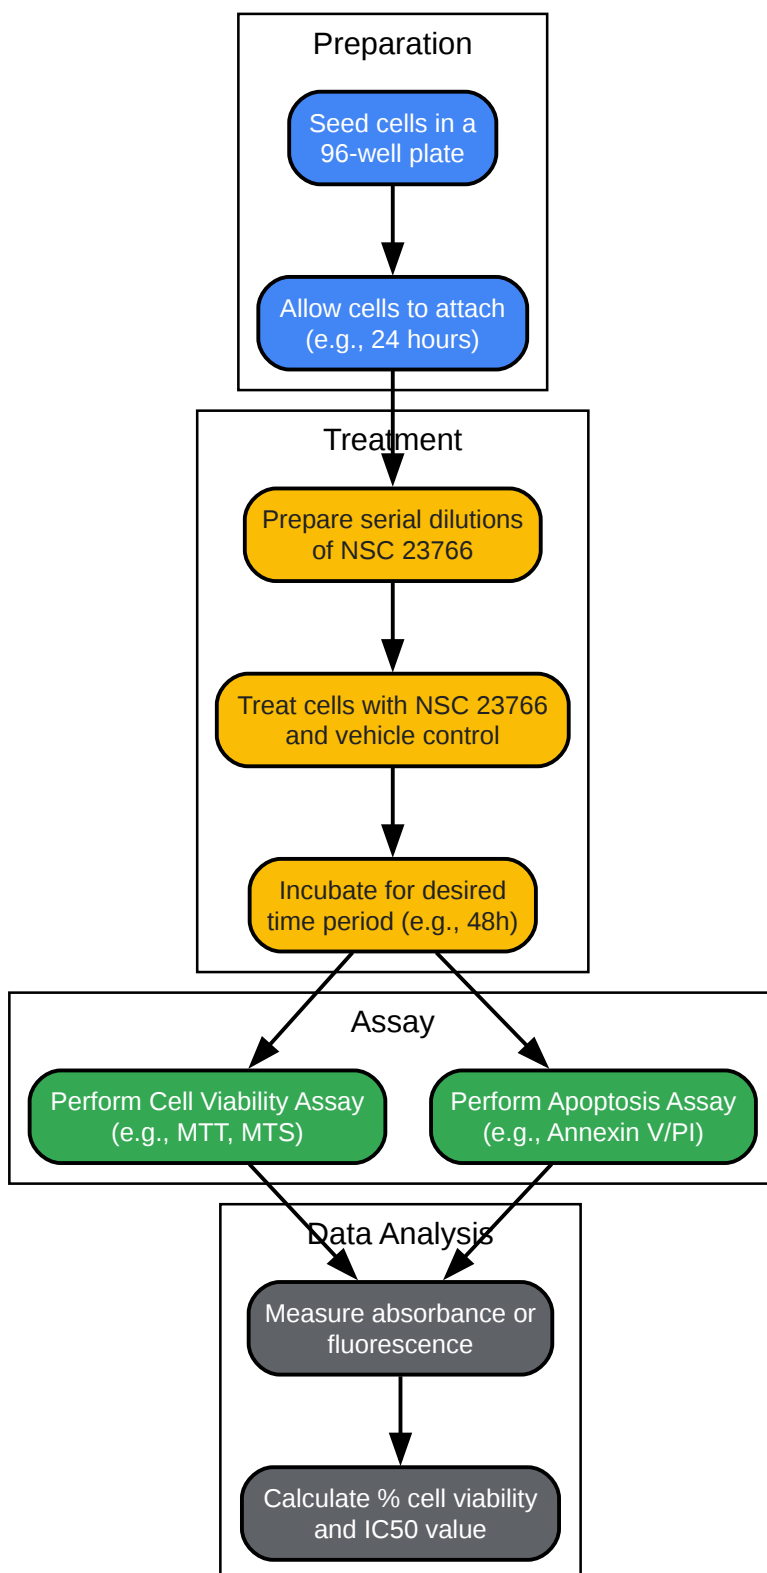 Preparation
Seed cells in a
96-well plate
Allow cells to attach
(e.g., 24 hours)
Treatment
Prepare serial dilutions
of NSC 23766
Treat cells with NSC 23766
and vehicle control
Incubate for desired
time period (e.g., 48h)
Assay
Perform Cell Viability Assay
(e.g., MTT, MTS)
Perform Apoptosis Assay
(e.g., Annexin V/PI)
Data Analysis
Measure absorbance or
fluorescence
Calculate % cell viability
and IC50 value